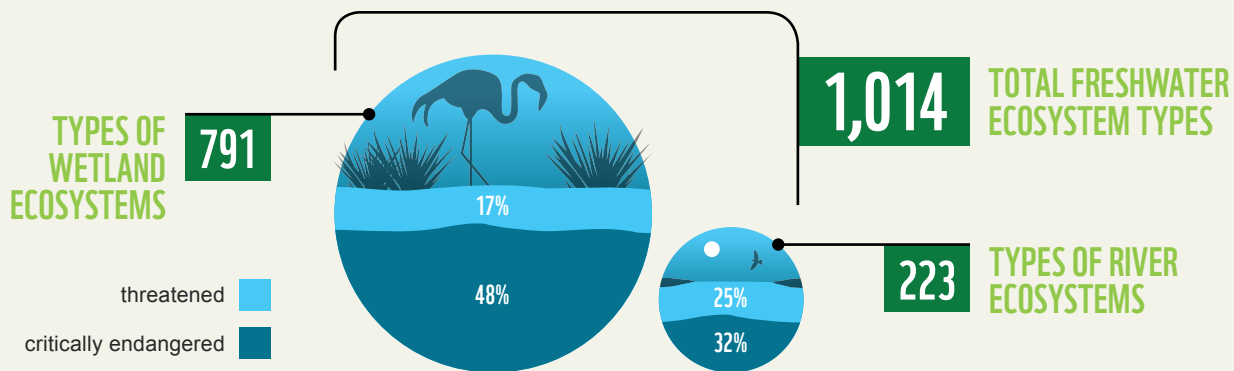 TYPES OF
WETLAND
ECOSYSTEMS
791
1,014
TOTAL FRESHWATER
ECOSYSTEM TYPES
17%
48%
threatened
critically endangered
25%
32%
223
TYPES OF RIVER
ECOSYSTEMS